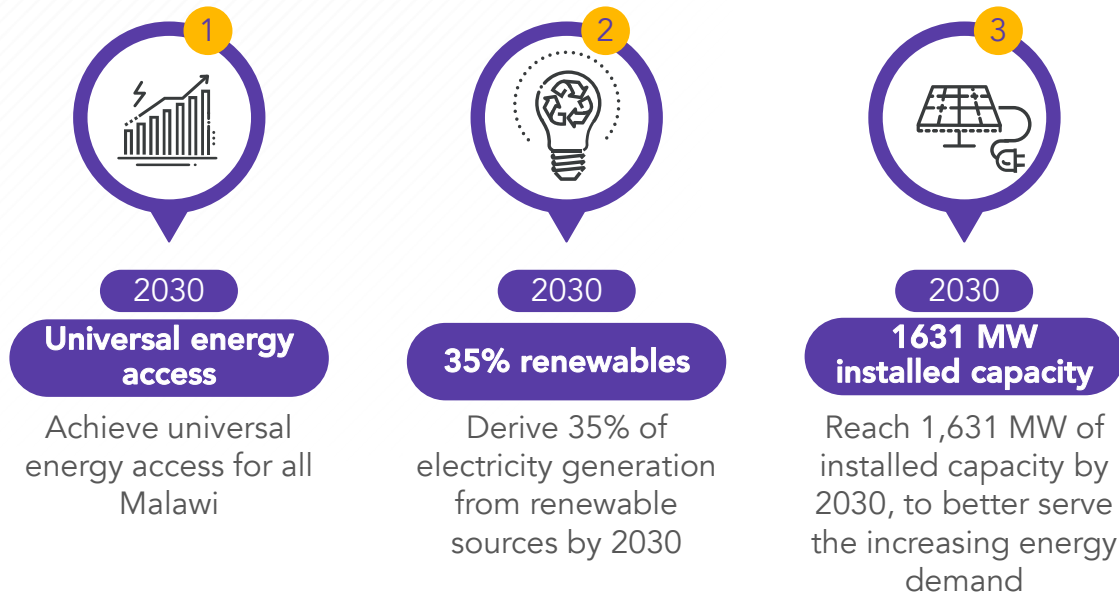 1
2030
Universal energy
access
Achieve universal
energy access for all
Malawi
2
2030
35% renewables
Derive 35% of
electricity generation
from renewable
sources by 2030
3
2030
1631 MW
installed capacity
Reach 1,631 MW of
installed capacity by
2030, to better serve
the increasing energy
demand